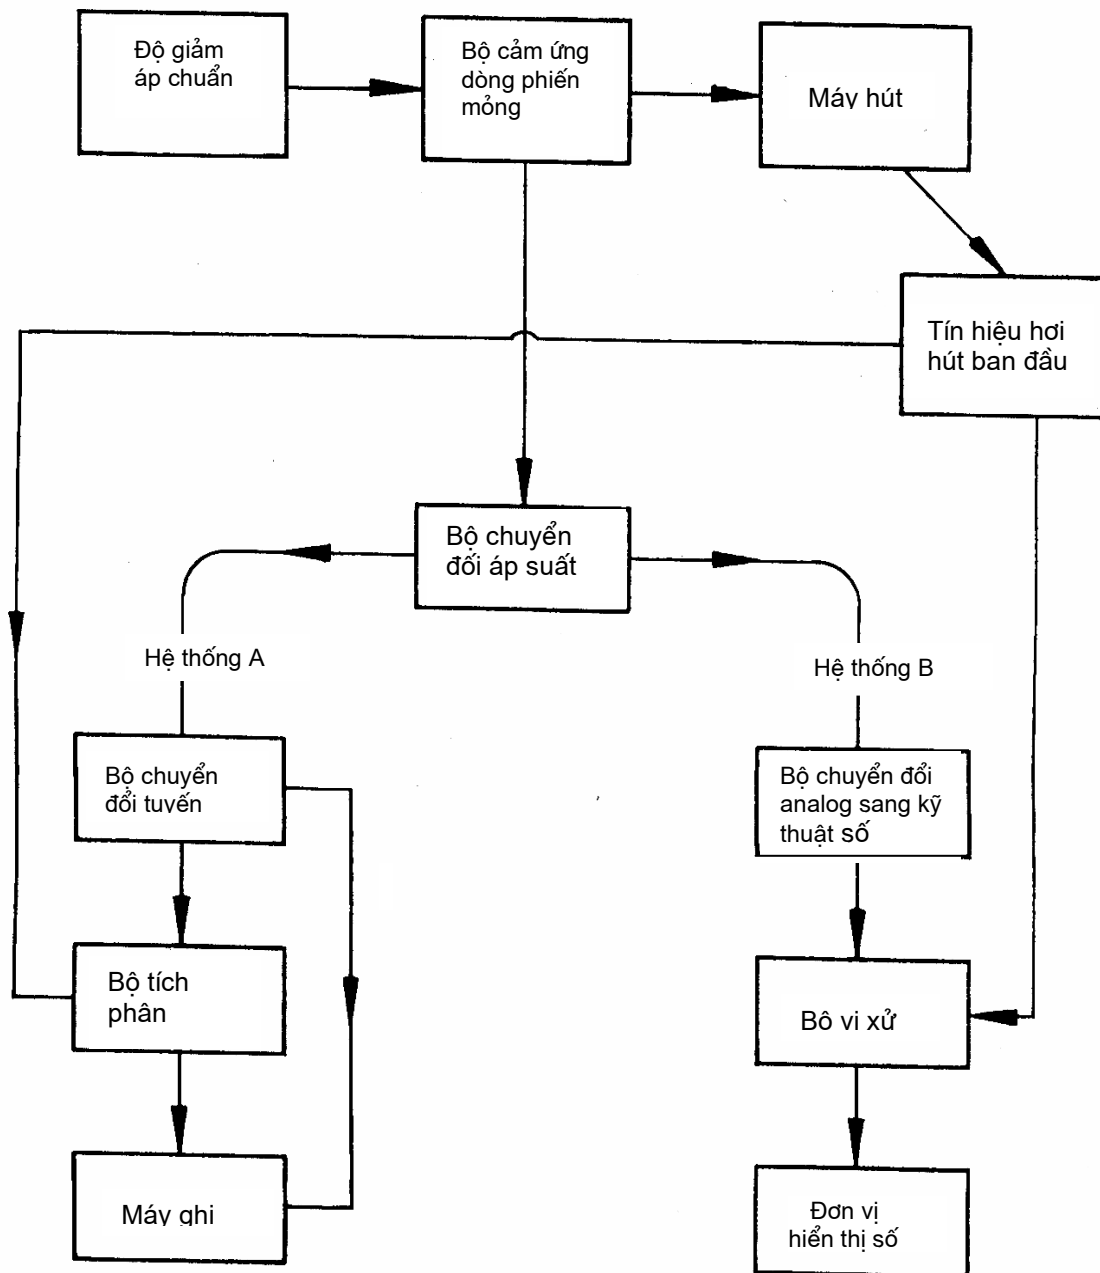 Độ giảm
áp chuẩn
Bộ cảm ứng
dòng phiến
mỏng
Máy hút
Tín hiệu hơi
hút ban đầu
Bộ chuyển
đối áp suất
Hệ thống A
Hệ thống B
Bộ chuyển
đổi tuyến
Bộ chuyển đổi
analog sang kỹ
thuật số
Bộ tích
phân
Bô vi xử
Máy ghi
Đơn vị
hiển thị số